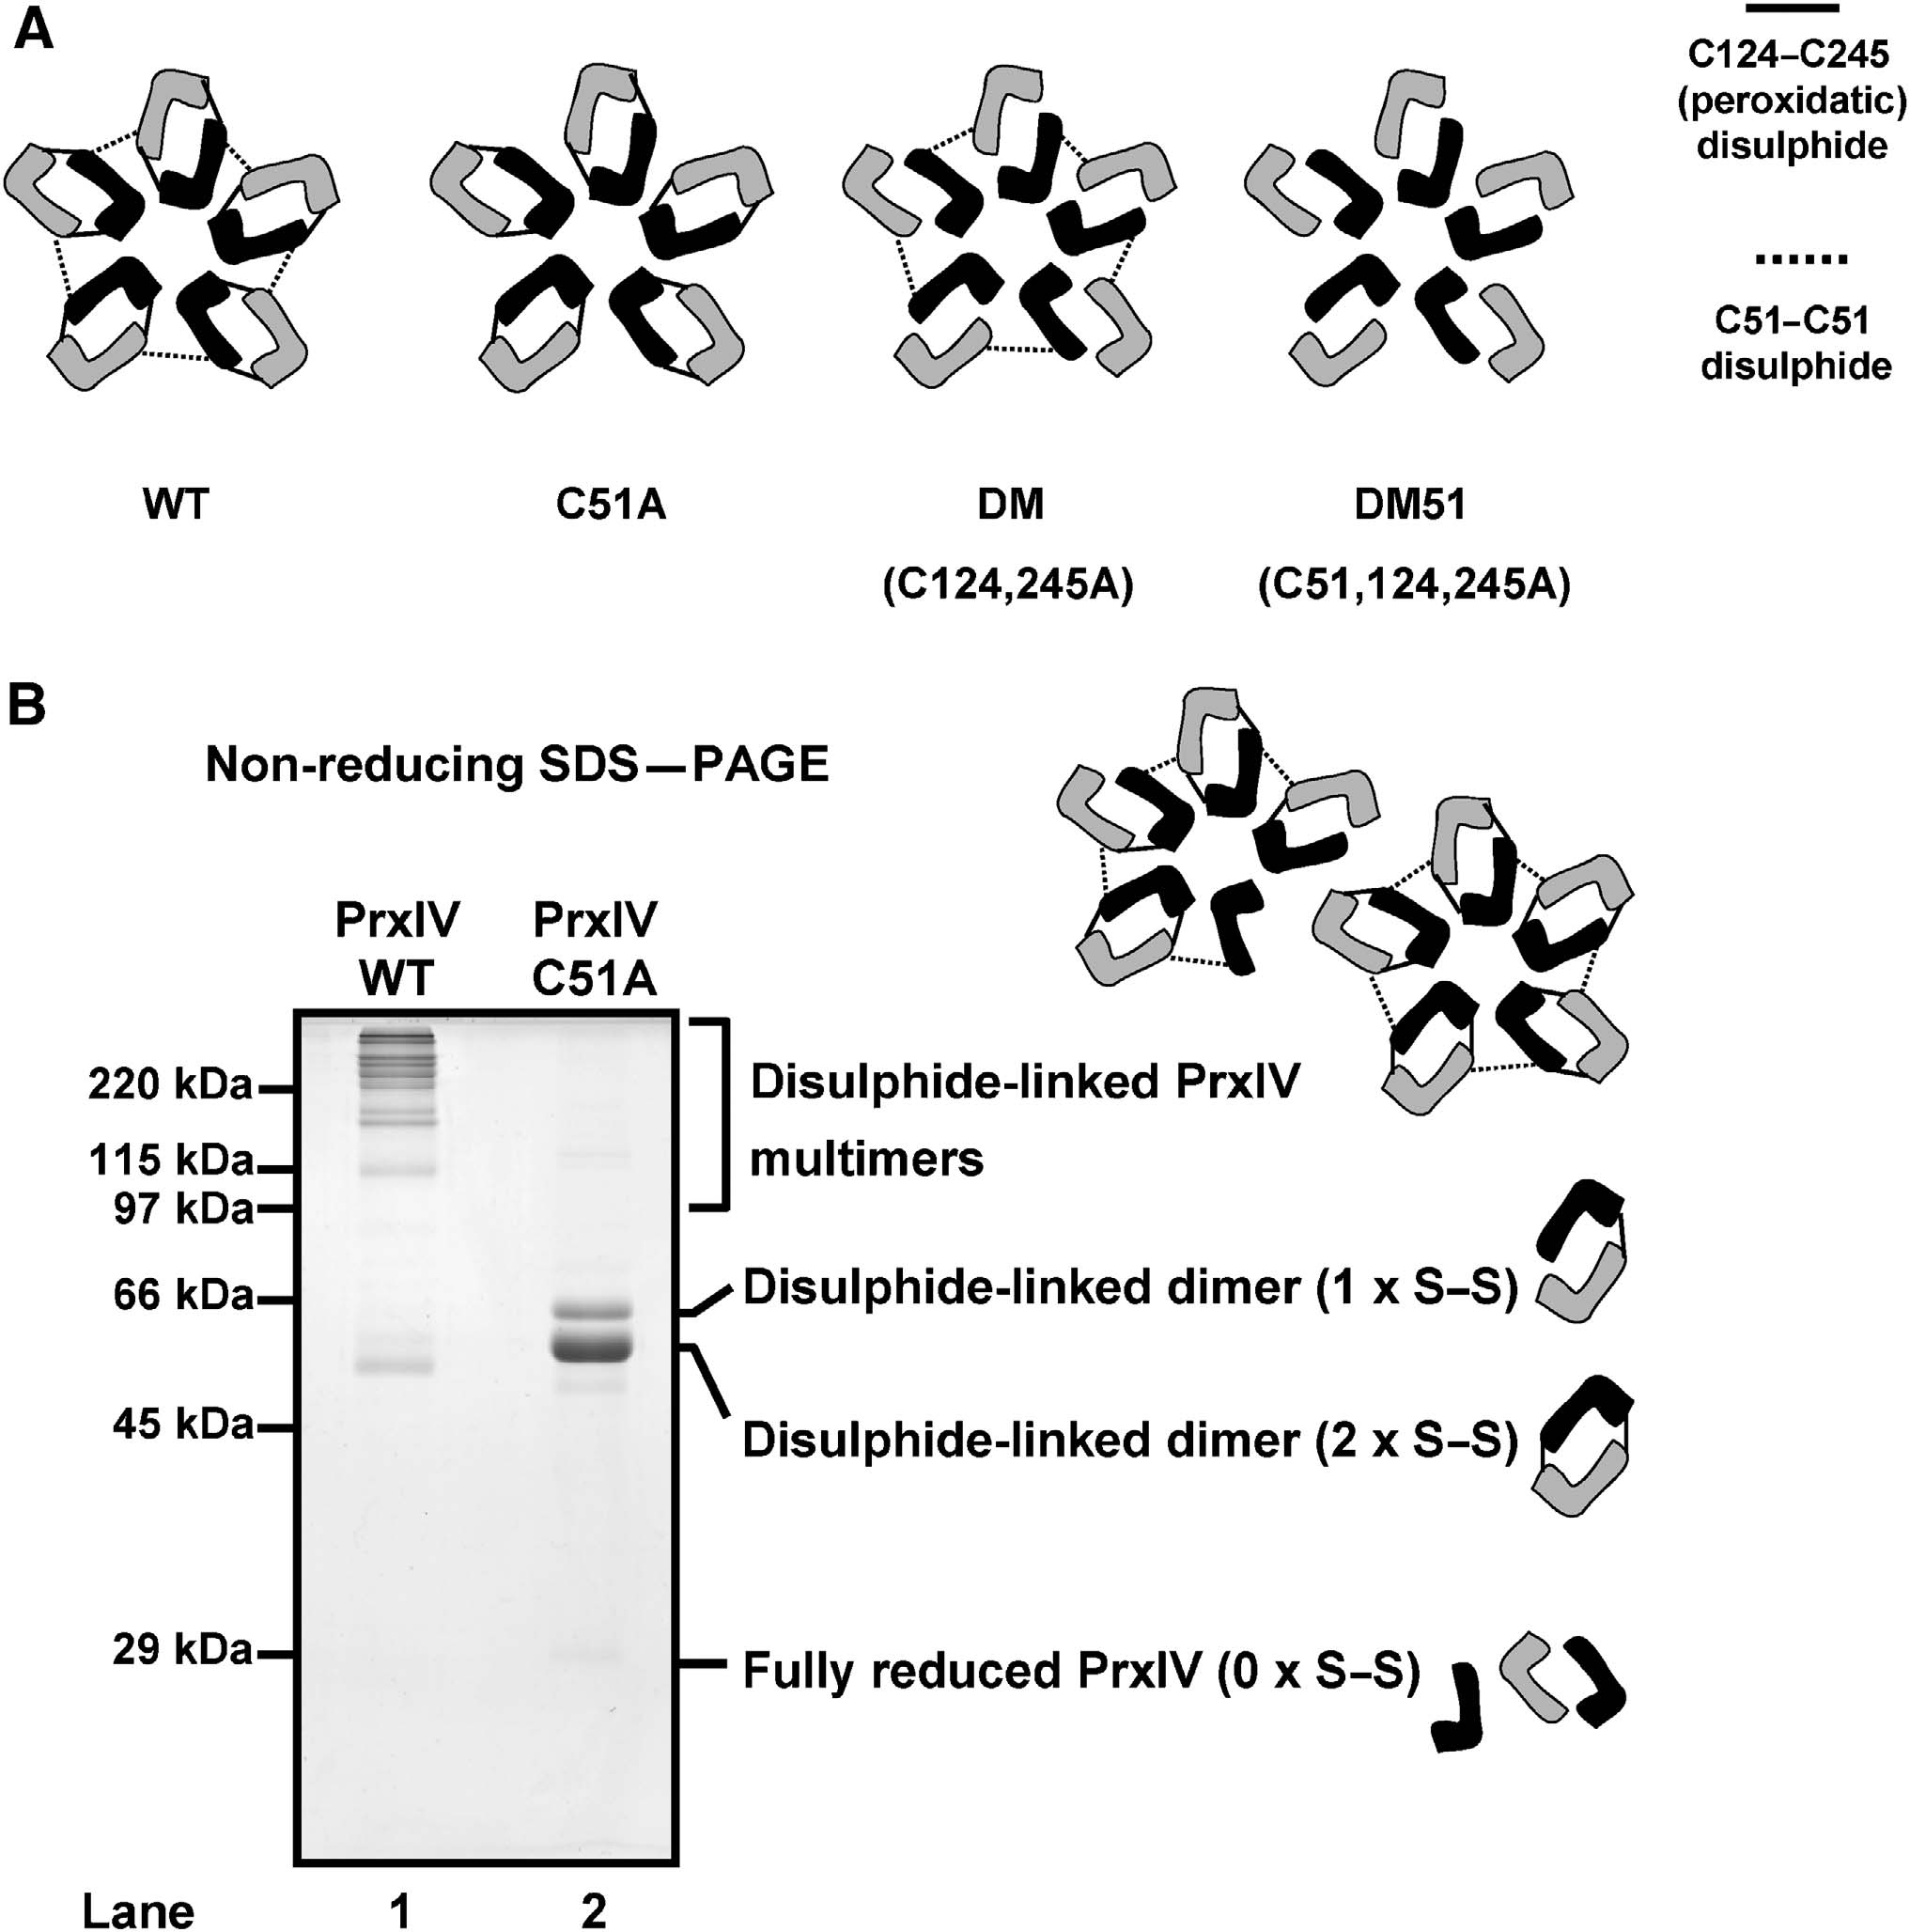 A
C124–C245
(peroxidatic)
disulphide
C51–C51
disulphide
WT
C51A
DM
DM51
(C124,245A)
(C51,124,245A)
B
Non-reducing SDS—PAGE
PrxIV
WT
PrxIV
C51A
220 kDa
115 kDa
97 kDa
66 kDa
45 kDa
29 kDa
Disulphide-linked PrxIV
multimers
Disulphide-linked dimer (1 x S–S)
Disulphide-linked dimer (2 x S–S)
Fully reduced PrxIV (0 x S–S)
Lane 1 2